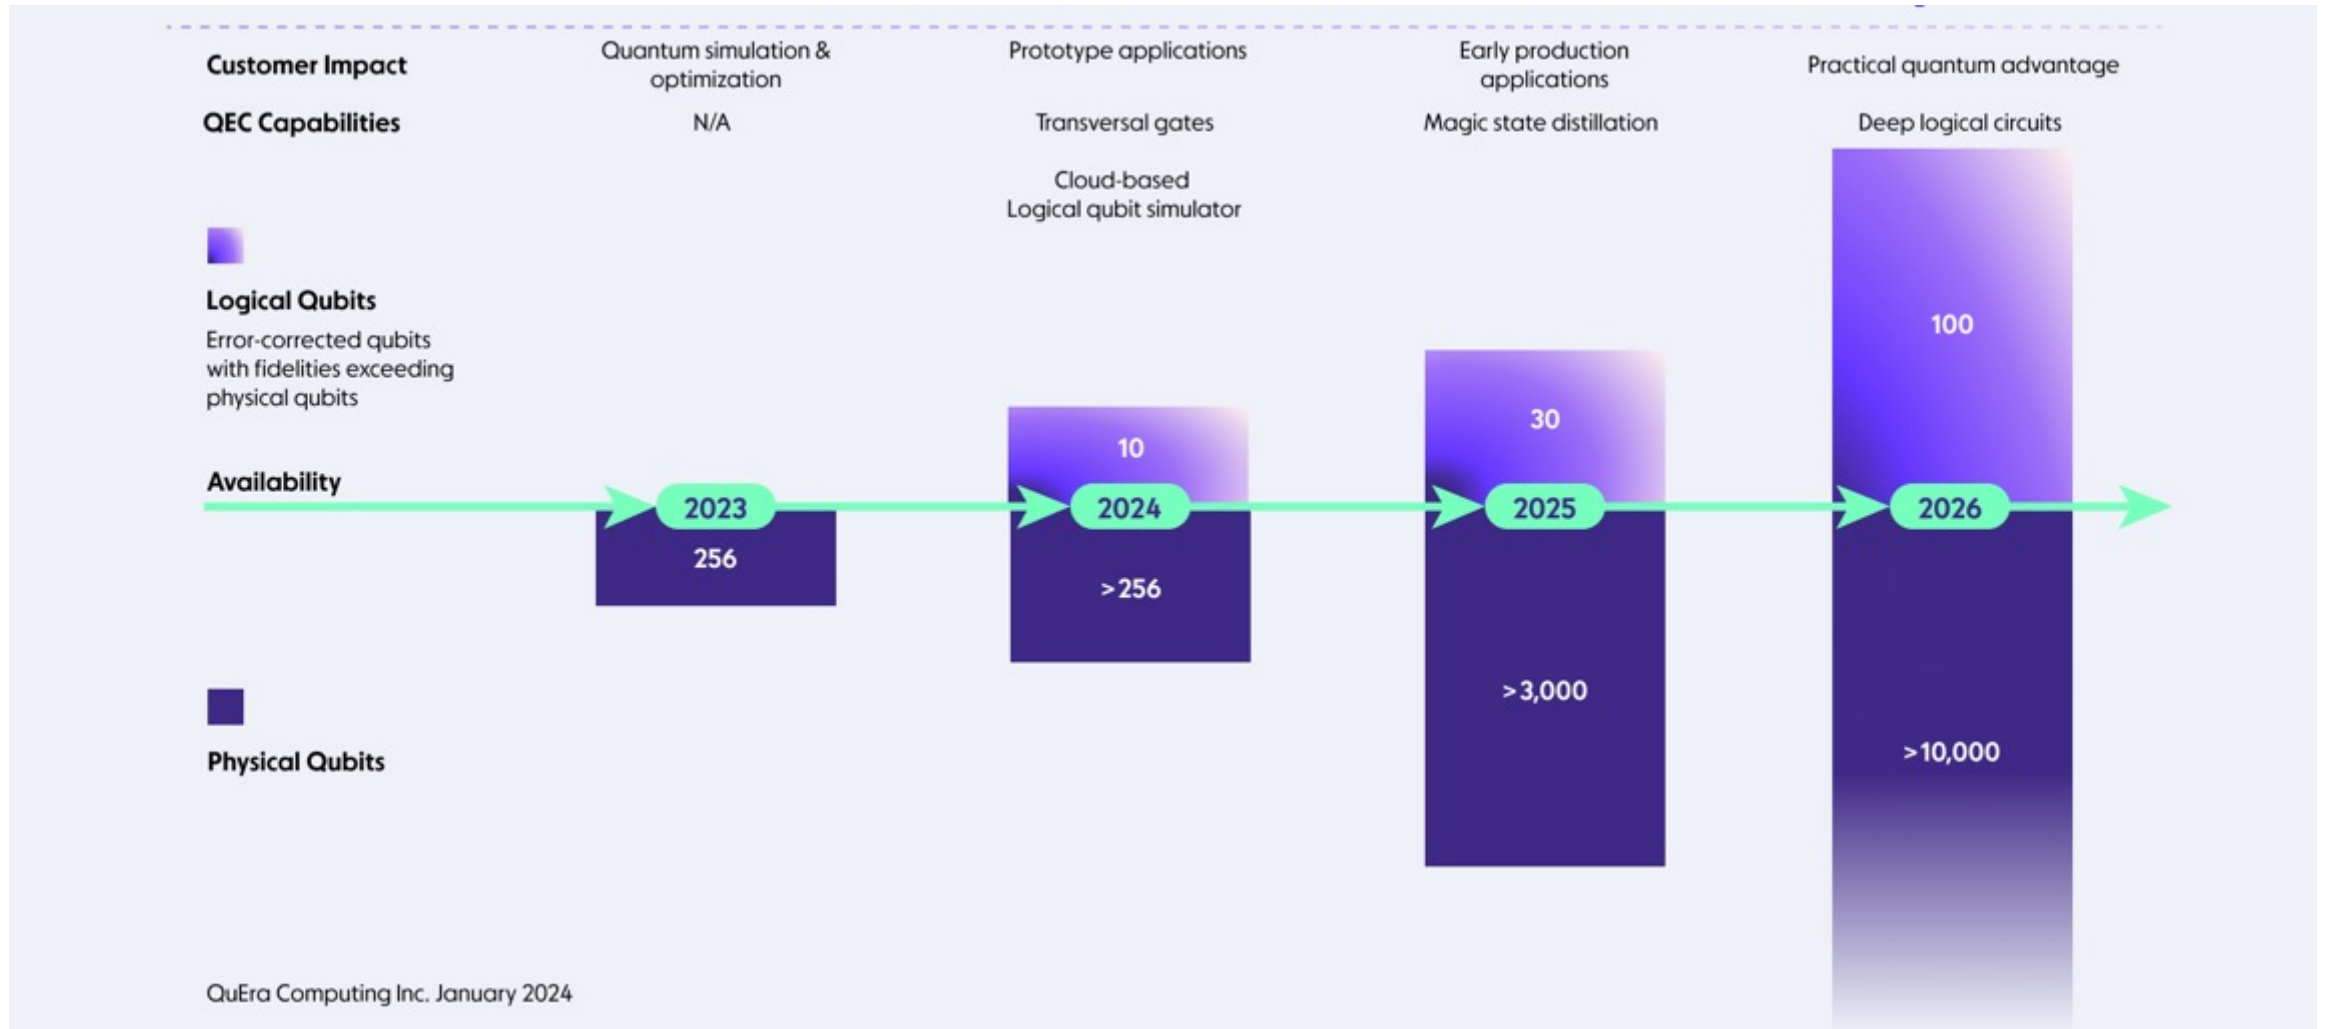 Customer Impact
Quantum simulation &
optimization
Prototype applications
Early production
applications
Practical quantum advantage
QEC Capabilities
N/A
Transversal gates
Magic state distillation
Deep logical circuits
Cloud-based
Logical qubit simulator
Logical Qubits
Error-corrected qubits
with fidelities exceeding
physical qubits
100
30
10
Availability
2023
2024
2025
2026
256
>256
>3,000
>10,000
Physical Qubits
QuEra Computing Inc. January 2024